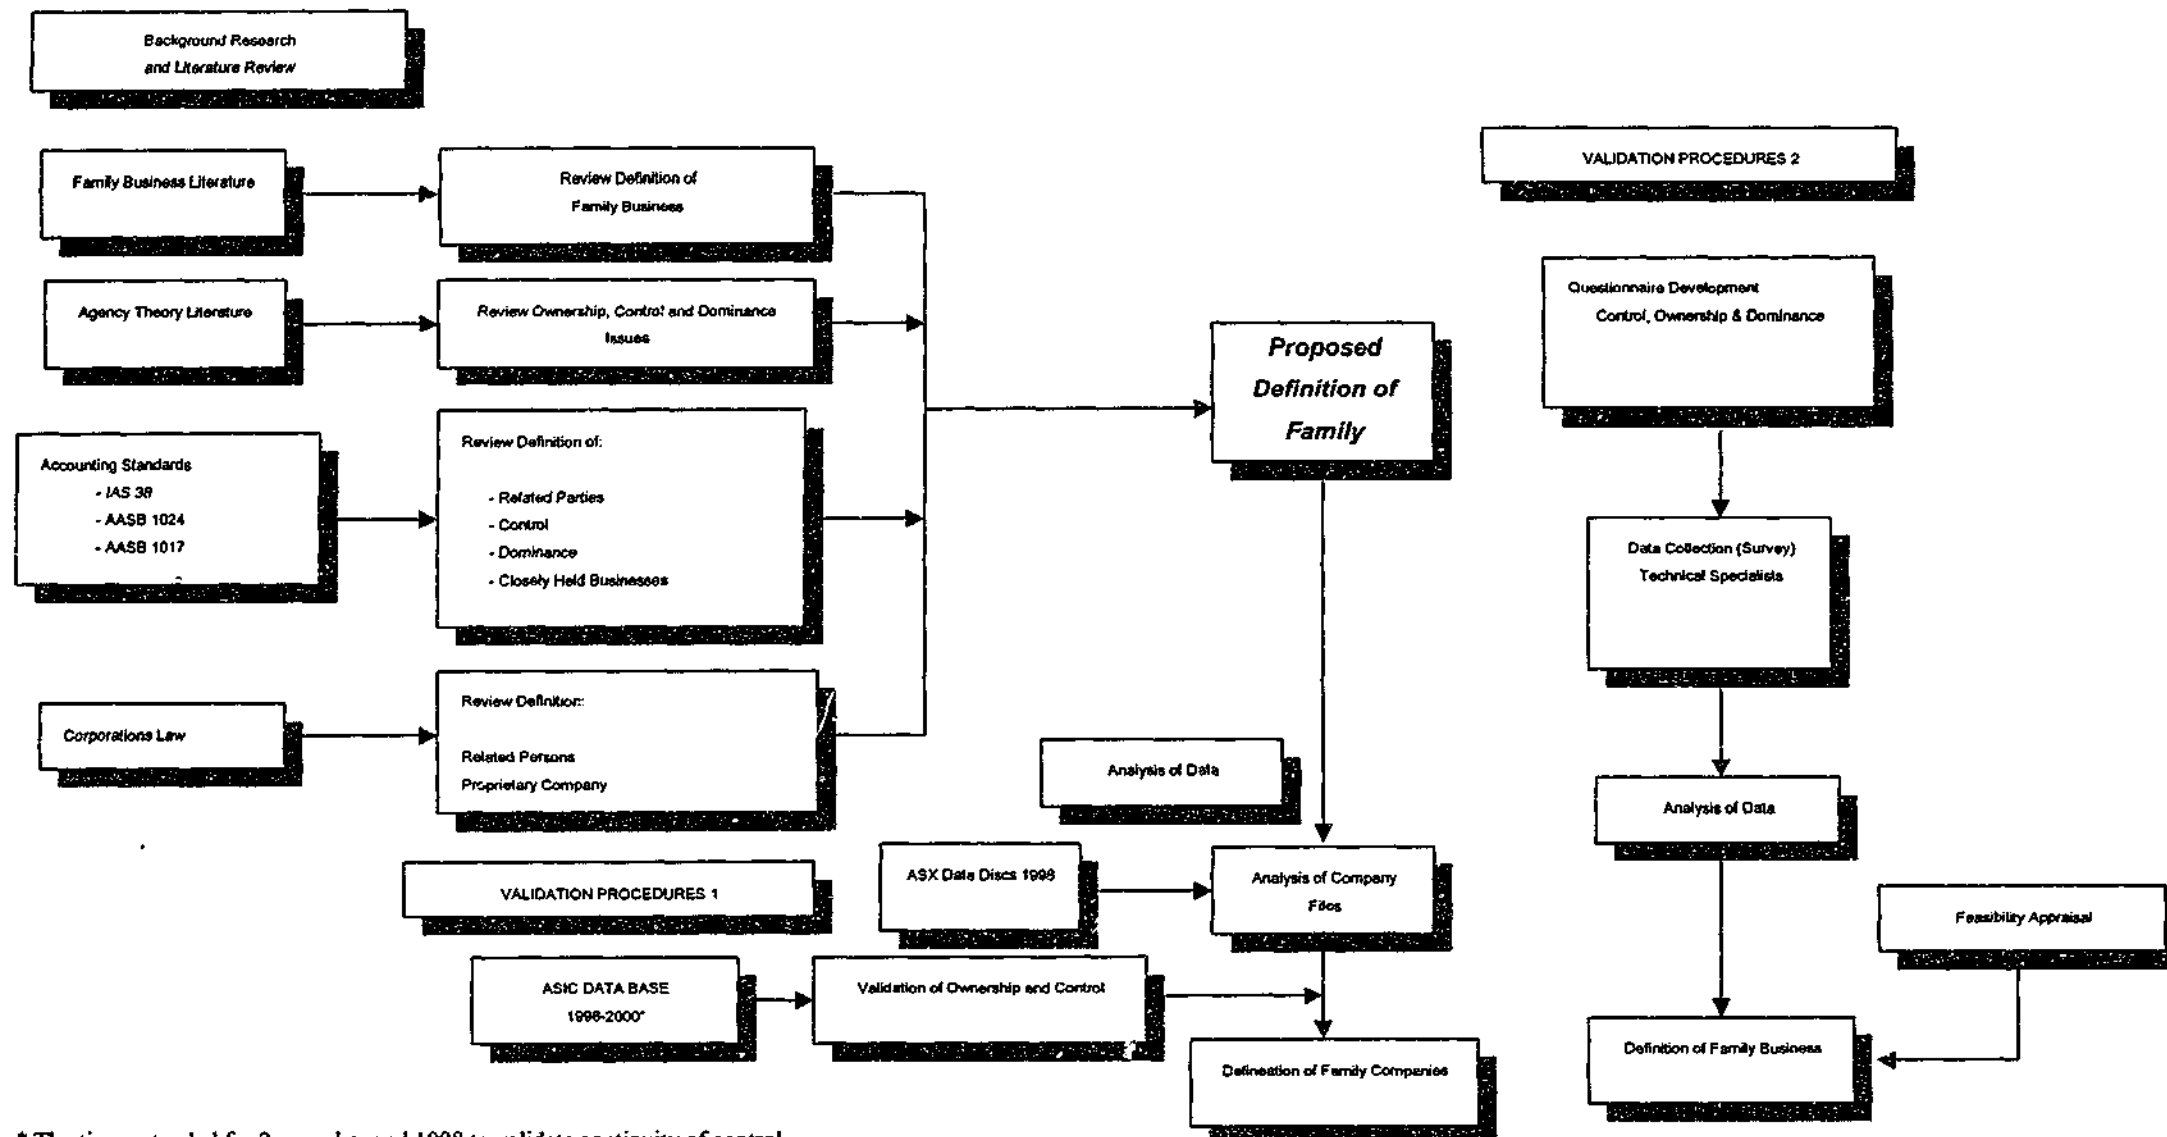 Background Research
and Literature Review
Family Business Literature
Review Definition of
Family Business
Agency Theory Literature
Review Ownership, Control and Dominance
Issues
Accounting Standards
- IAS 38
- AASB 1024
- AASB 1017
Review Definition of:
- Related Parties
- Control
- Dominance
- Closely Held Businesses
Corporations Law
Review Definition:
Related Persons
Proprietary Company
Proposed
Definition of
Family
VALIDATION PROCEDURES 1
Analysis of Data
ASX Data Discs 1998
Analysis of Company
Files
ASIC DATA BASE
1998-2000*
Validation of Ownership and Control
Delineation of Family Companies
VALIDATION PROCEDURES 2
Questionnaire Development
Control, Ownership & Dominance
Data Collection (Survey)
Technical Specialists
Analysis of Data
Feasibility Appraisal
Definition of Family Business